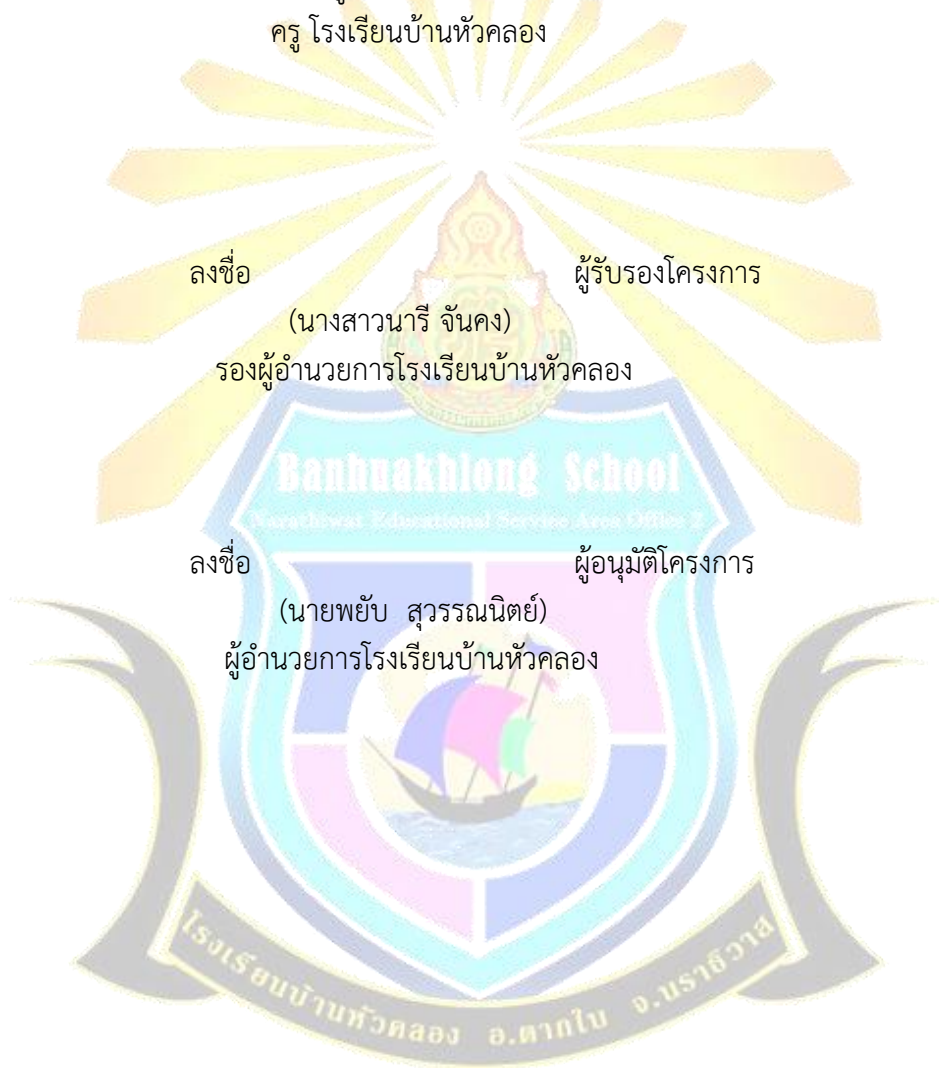 ครู โรงเรียนบ้านหัวคลอง
ลงชื่อ ผู้รับรองโครงการ
(นางสาวนารี จันคง)
รองผู้อำนวยการโรงเรียนบ้านหัวคลอง
Banhuakhlong School
Narathiwat Educational Service Area Office 2
ลงชื่อ ผู้อนุมัติโครงการ
(นายพยับ สุวรรณนิตย์)
ผู้อำนวยการโรงเรียนบ้านหัวคลอง
โรงเรียนบ้านหัวคลอง อ.ตากใบ จ.นราธิวาส